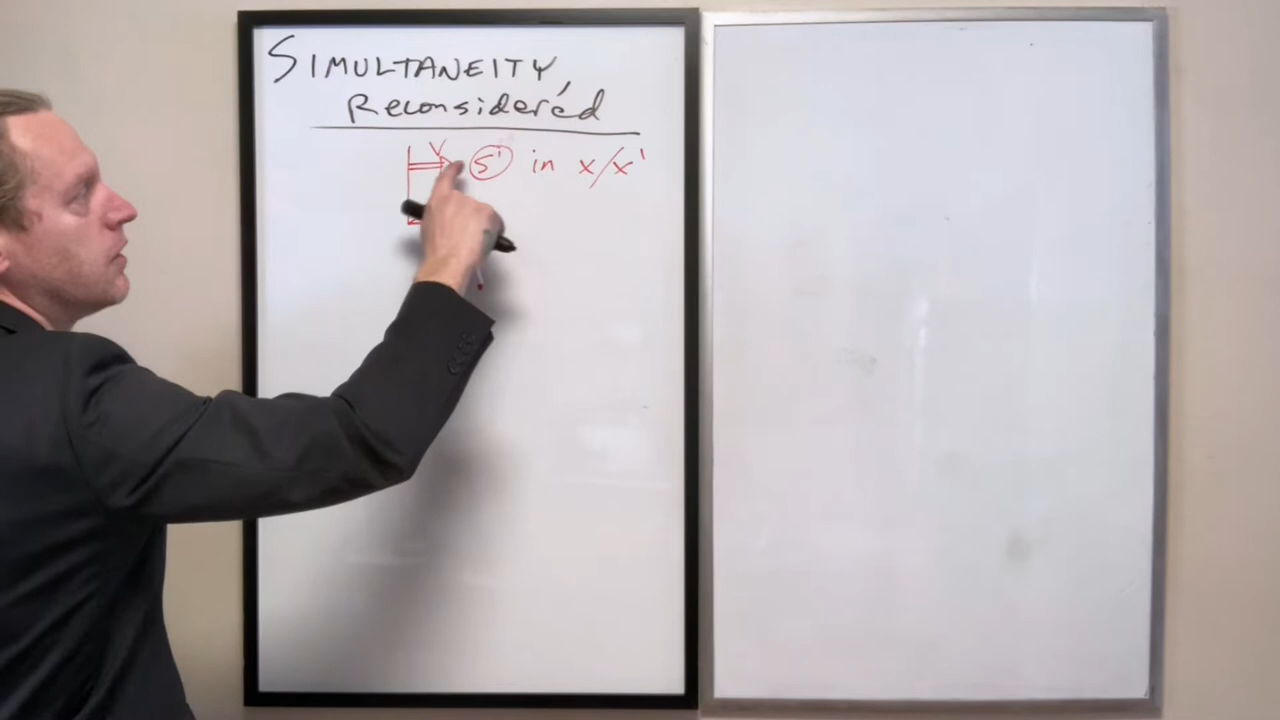 SIMULTANEITY,
Reconsidered
V S' in x/x'